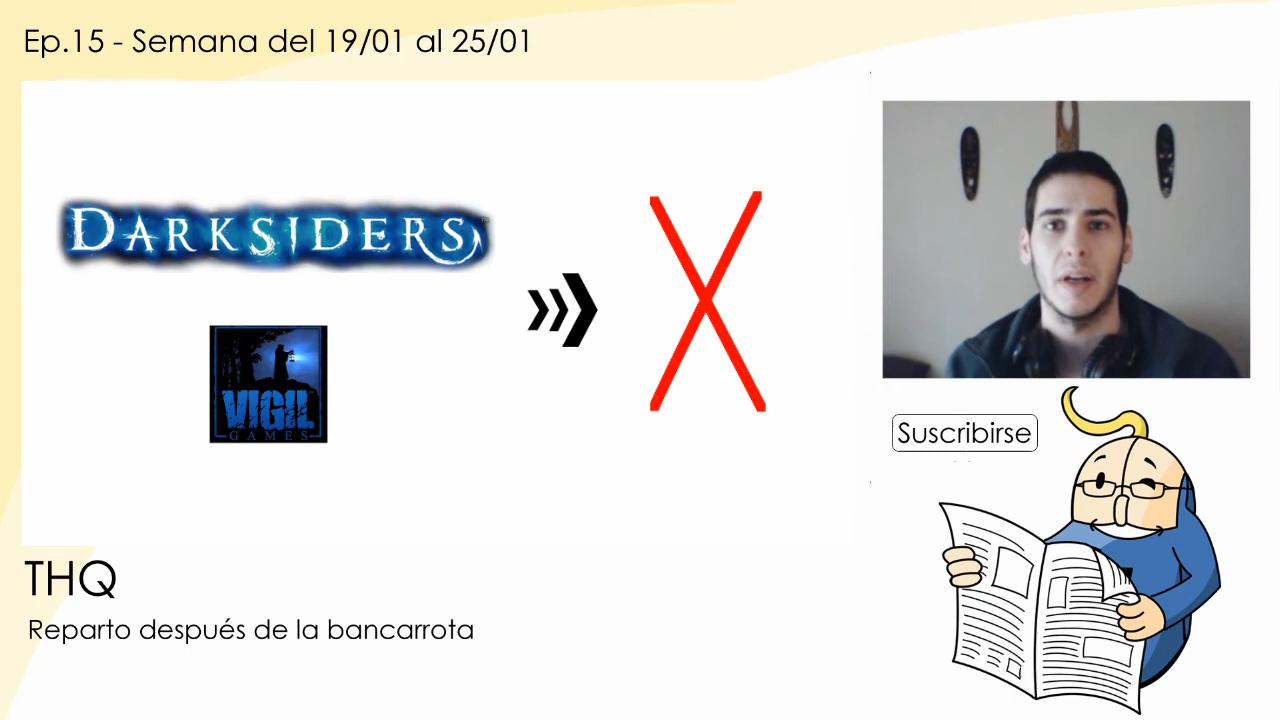 Ep.15 - Semana del 19/01 al 25/01
DARKSIDERS
VIGIL
GAMES
Suscribirse
THQ
Reparto después de la bancarrota